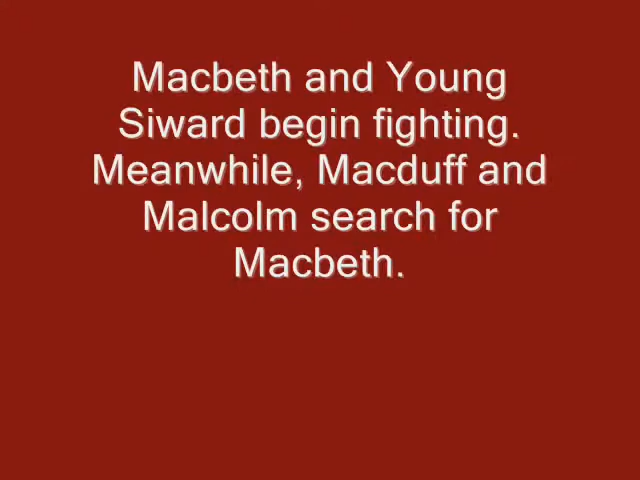 Macbeth and Young
Siward begin fighting.
Meanwhile, Macduff and
Malcolm search for
Macbeth.